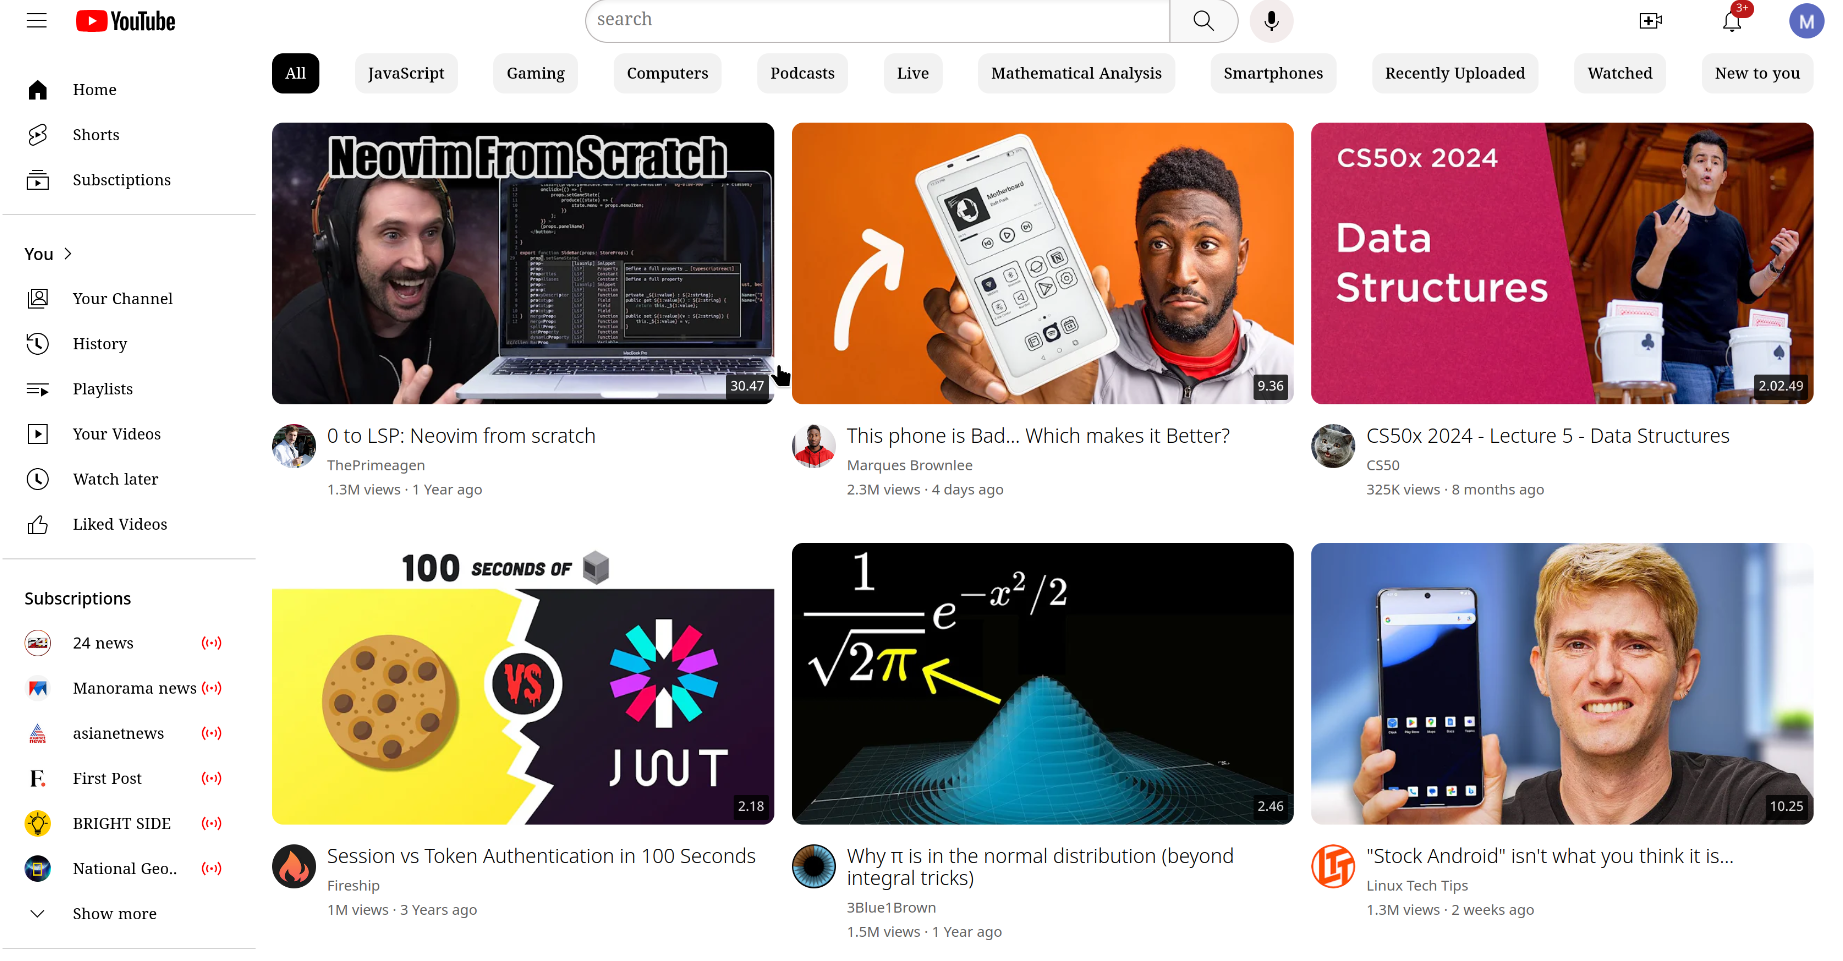 YouTube
search
3+
M
All
JavaScript
Gaming
Computers
Podcasts
Live
Mathematical Analysis
Smartphones
Recently Uploaded
Watched
New to you
Home
Shorts
Subsctiptions
You
Your Channel
History
Playlists
Your Videos
Watch later
Liked Videos
Subscriptions
24 news
Manorama news
asianetnews
First Post
BRIGHT SIDE
National Geo..
Show more
Neovim From Scratch
MacBook Pro
30.47
0 to LSP: Neovim from scratch
ThePrimeagen
1.3M views · 1 Year ago
Motherboard
9.36
This phone is Bad... Which makes it Better?
Marques Brownlee
2.3M views · 4 days ago
CS50x 2024
Data
Structures
2.02.49
CS50x 2024 - Lecture 5 - Data Structures
CS50
325K views · 8 months ago
100 SECONDS OF
VS
JWT
2.18
Session vs Token Authentication in 100 Seconds
Fireship
1M views · 3 Years ago
1/√2π e^−x²/2
2.46
Why π is in the normal distribution (beyond
integral tricks)
3Blue1Brown
1.5M views · 1 Year ago
10.25
"Stock Android" isn't what you think it is...
Linux Tech Tips
1.3M views · 2 weeks ago